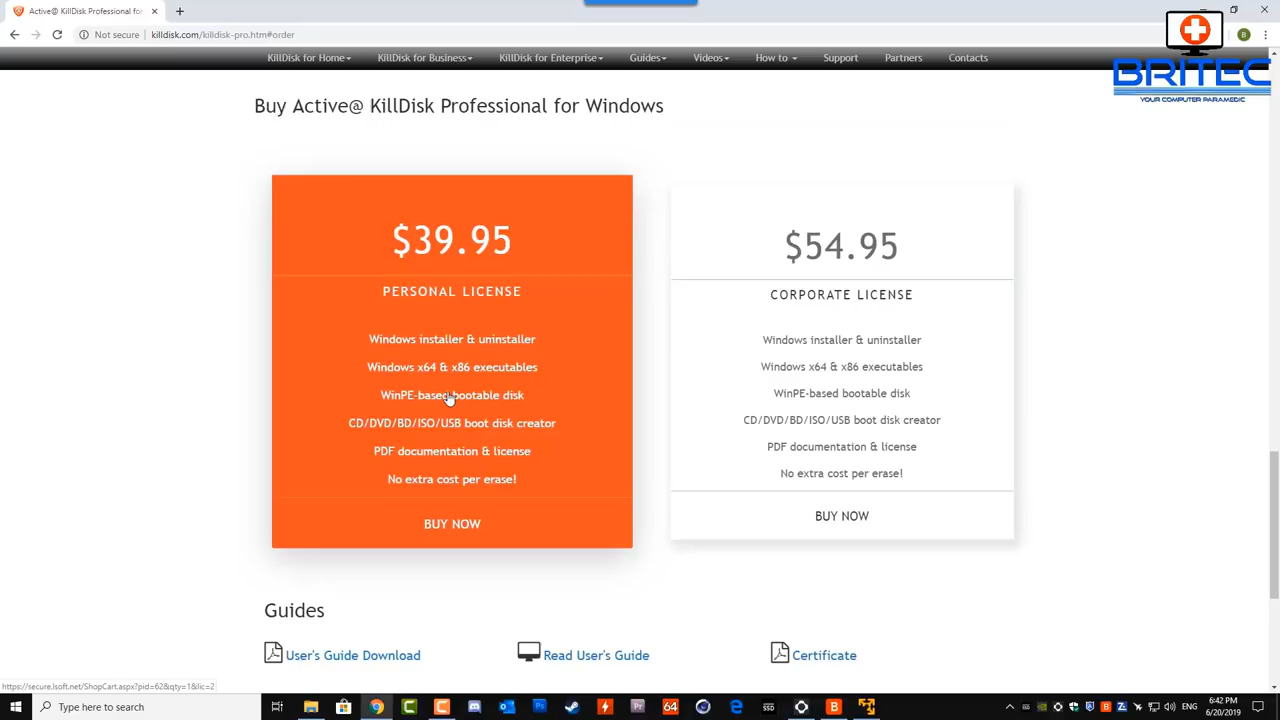 Active@ KillDisk Professional for
Not secure
killdisk.com/killdisk-pro.htm#order
B
BRITEC
YOUR COMPUTER PARAMEDIC
KillDisk for Home
KillDisk for Business
KillDisk for Enterprise
Guides
Videos
How to
Support
Partners
Contacts
Buy Active@ KillDisk Professional for Windows
$39.95
PERSONAL LICENSE
Windows installer & uninstaller
Windows x64 & x86 executables
WinPE-based bootable disk
CD/DVD/BD/ISO/USB boot disk creator
PDF documentation & license
No extra cost per erase!
BUY NOW
$54.95
CORPORATE LICENSE
Windows installer & uninstaller
Windows x64 & x86 executables
WinPE-based bootable disk
CD/DVD/BD/ISO/USB boot disk creator
PDF documentation & license
No extra cost per erase!
BUY NOW
Guides
User's Guide Download
Read User's Guide
Certificate
https://secure.lsoft.net/ShopCart.aspx?pid=62&qty=1&lic=2
Type here to search
Ps
Pr
64
B
6:42 PM
6/20/2019